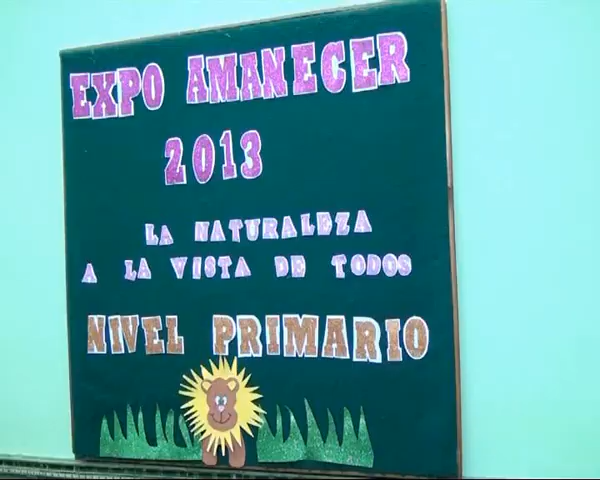 EXPO AMANECER
2013
LA NATURALEZA
A LA VISTA DE TODOS
NIVEL PRIMARIO